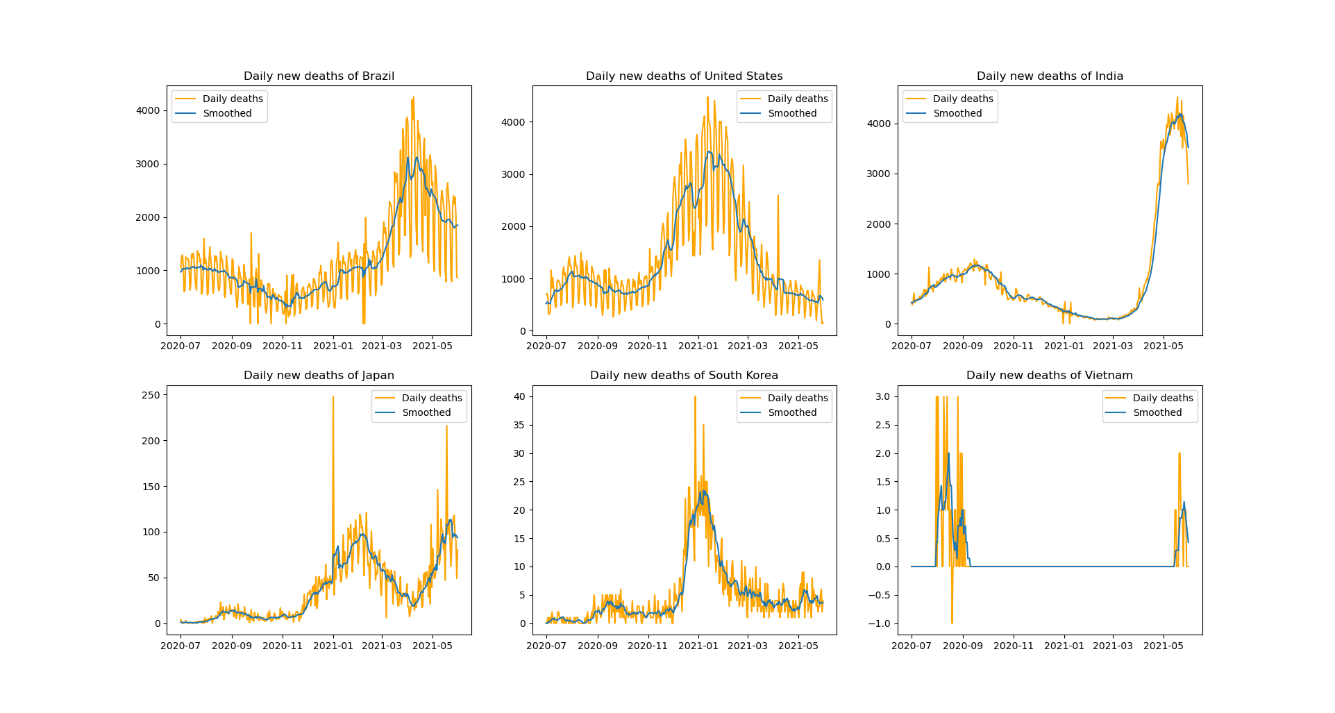 Daily new deaths of Brazil
Daily deaths
Smoothed
4000
3000
2000
1000
0
2020-07 2020-09 2020-11 2021-01 2021-03 2021-05
Daily new deaths of United States
Daily deaths
Smoothed
4000
3000
2000
1000
0
2020-07 2020-09 2020-11 2021-01 2021-03 2021-05
Daily new deaths of India
Daily deaths
Smoothed
4000
3000
2000
1000
0
2020-07 2020-09 2020-11 2021-01 2021-03 2021-05
Daily new deaths of Japan
Daily deaths
Smoothed
250
200
150
100
50
0
2020-07 2020-09 2020-11 2021-01 2021-03 2021-05
Daily new deaths of South Korea
Daily deaths
Smoothed
40
35
30
25
20
15
10
5
0
2020-07 2020-09 2020-11 2021-01 2021-03 2021-05
Daily new deaths of Vietnam
Daily deaths
Smoothed
3.0
2.5
2.0
1.5
1.0
0.5
0.0
−0.5
−1.0
2020-07 2020-09 2020-11 2021-01 2021-03 2021-05